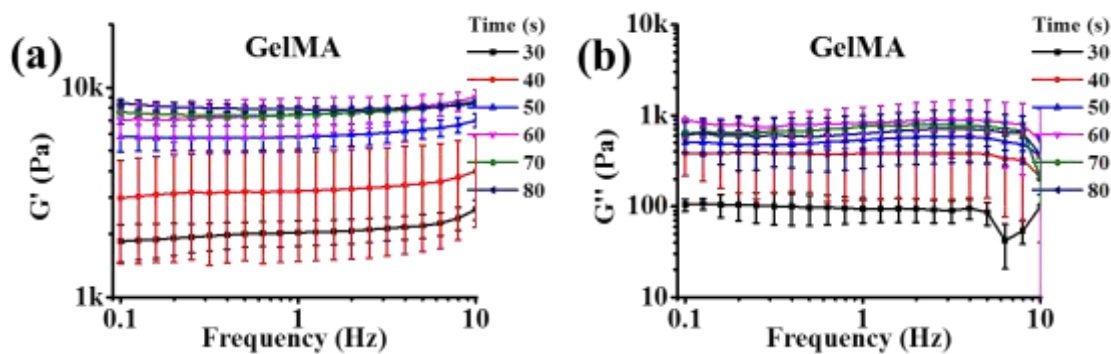 (a)
GelMA
Time (s)
30
40
50
60
70
80
10k
1k
G' (Pa)
0.1
1
10
Frequency (Hz)
(b)
GelMA
Time (s)
30
40
50
60
70
80
10k
1k
100
10
G'' (Pa)
0.1
1
10
Frequency (Hz)